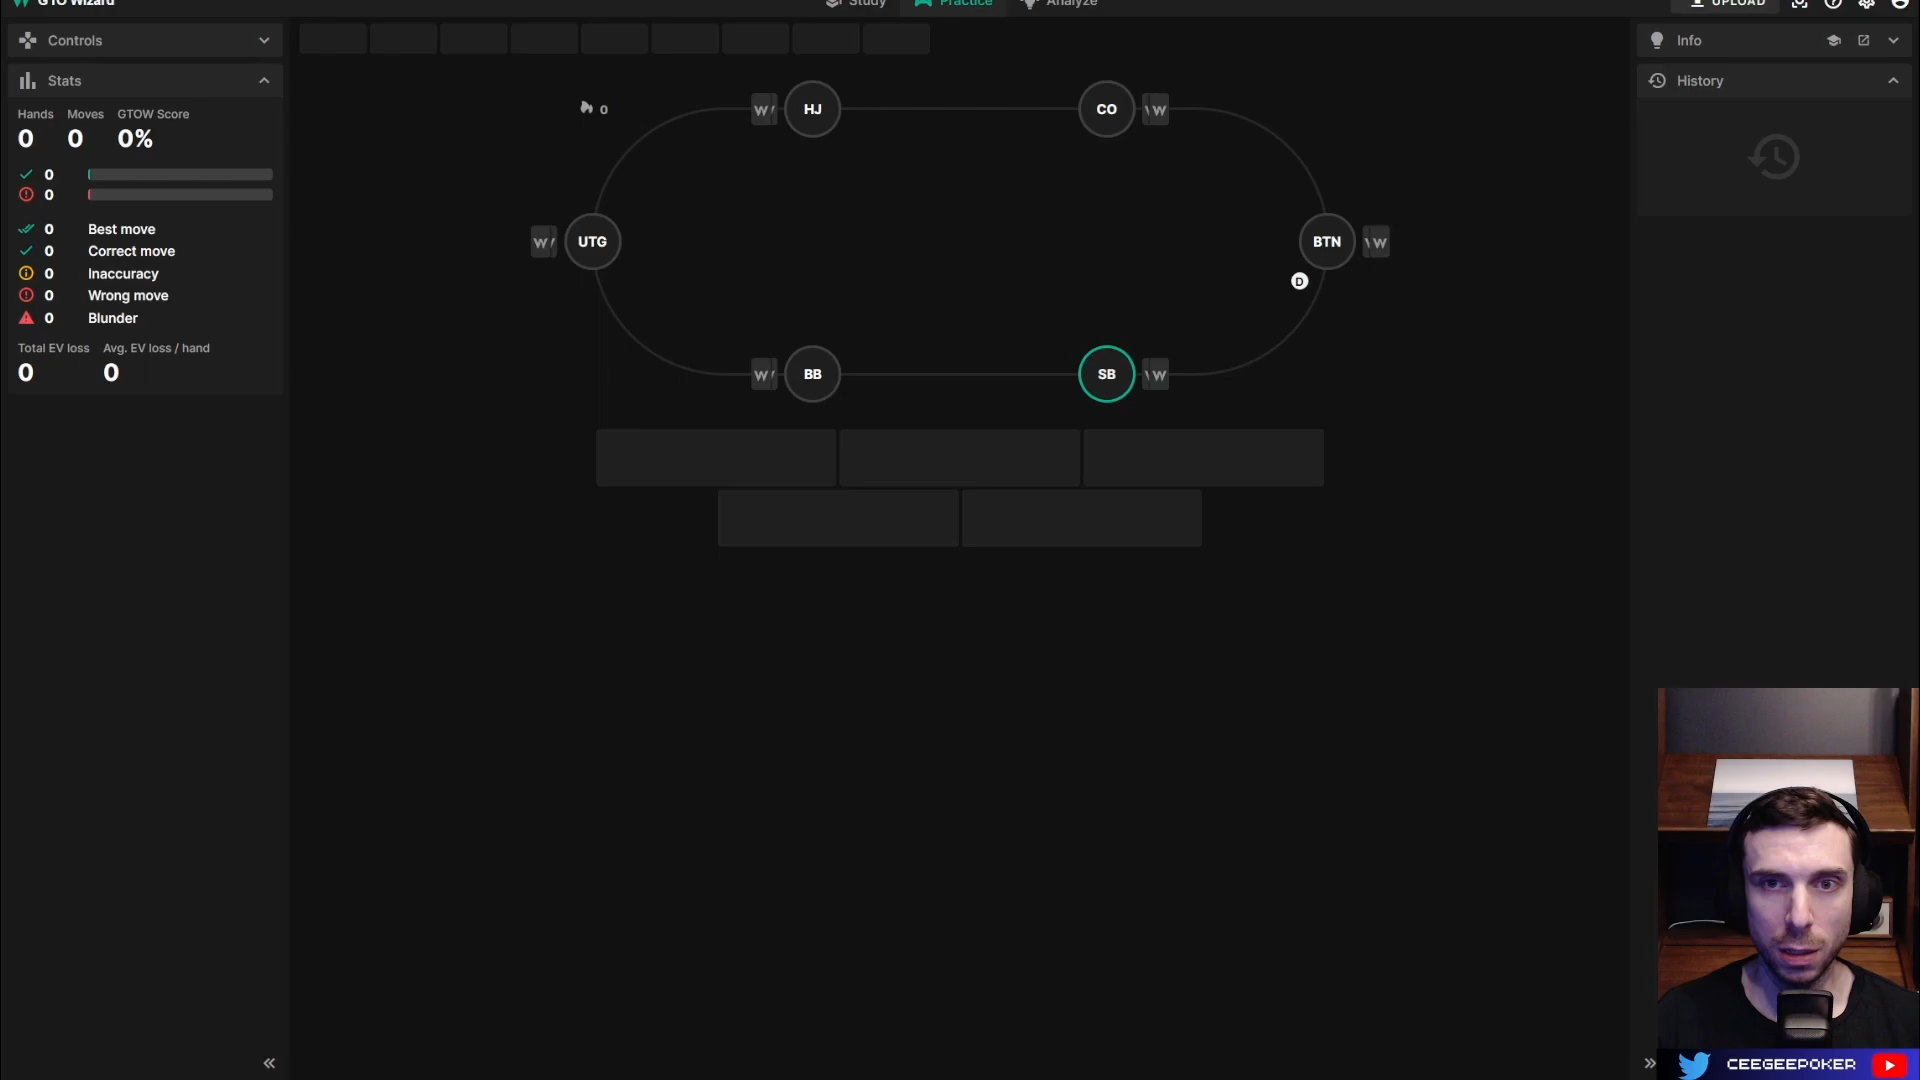 GTO Wizard
Study
Practice
Analyze
UPLOAD
Controls
Stats
Hands Moves GTOW Score
0 0 0%
0
0
0 Best move
0 Correct move
0 Inaccuracy
0 Wrong move
0 Blunder
Total EV loss Avg. EV loss / hand
0 0
0
HJ
CO
UTG
BTN
D
BB
SB
Info
History
CEEGEEPOKER